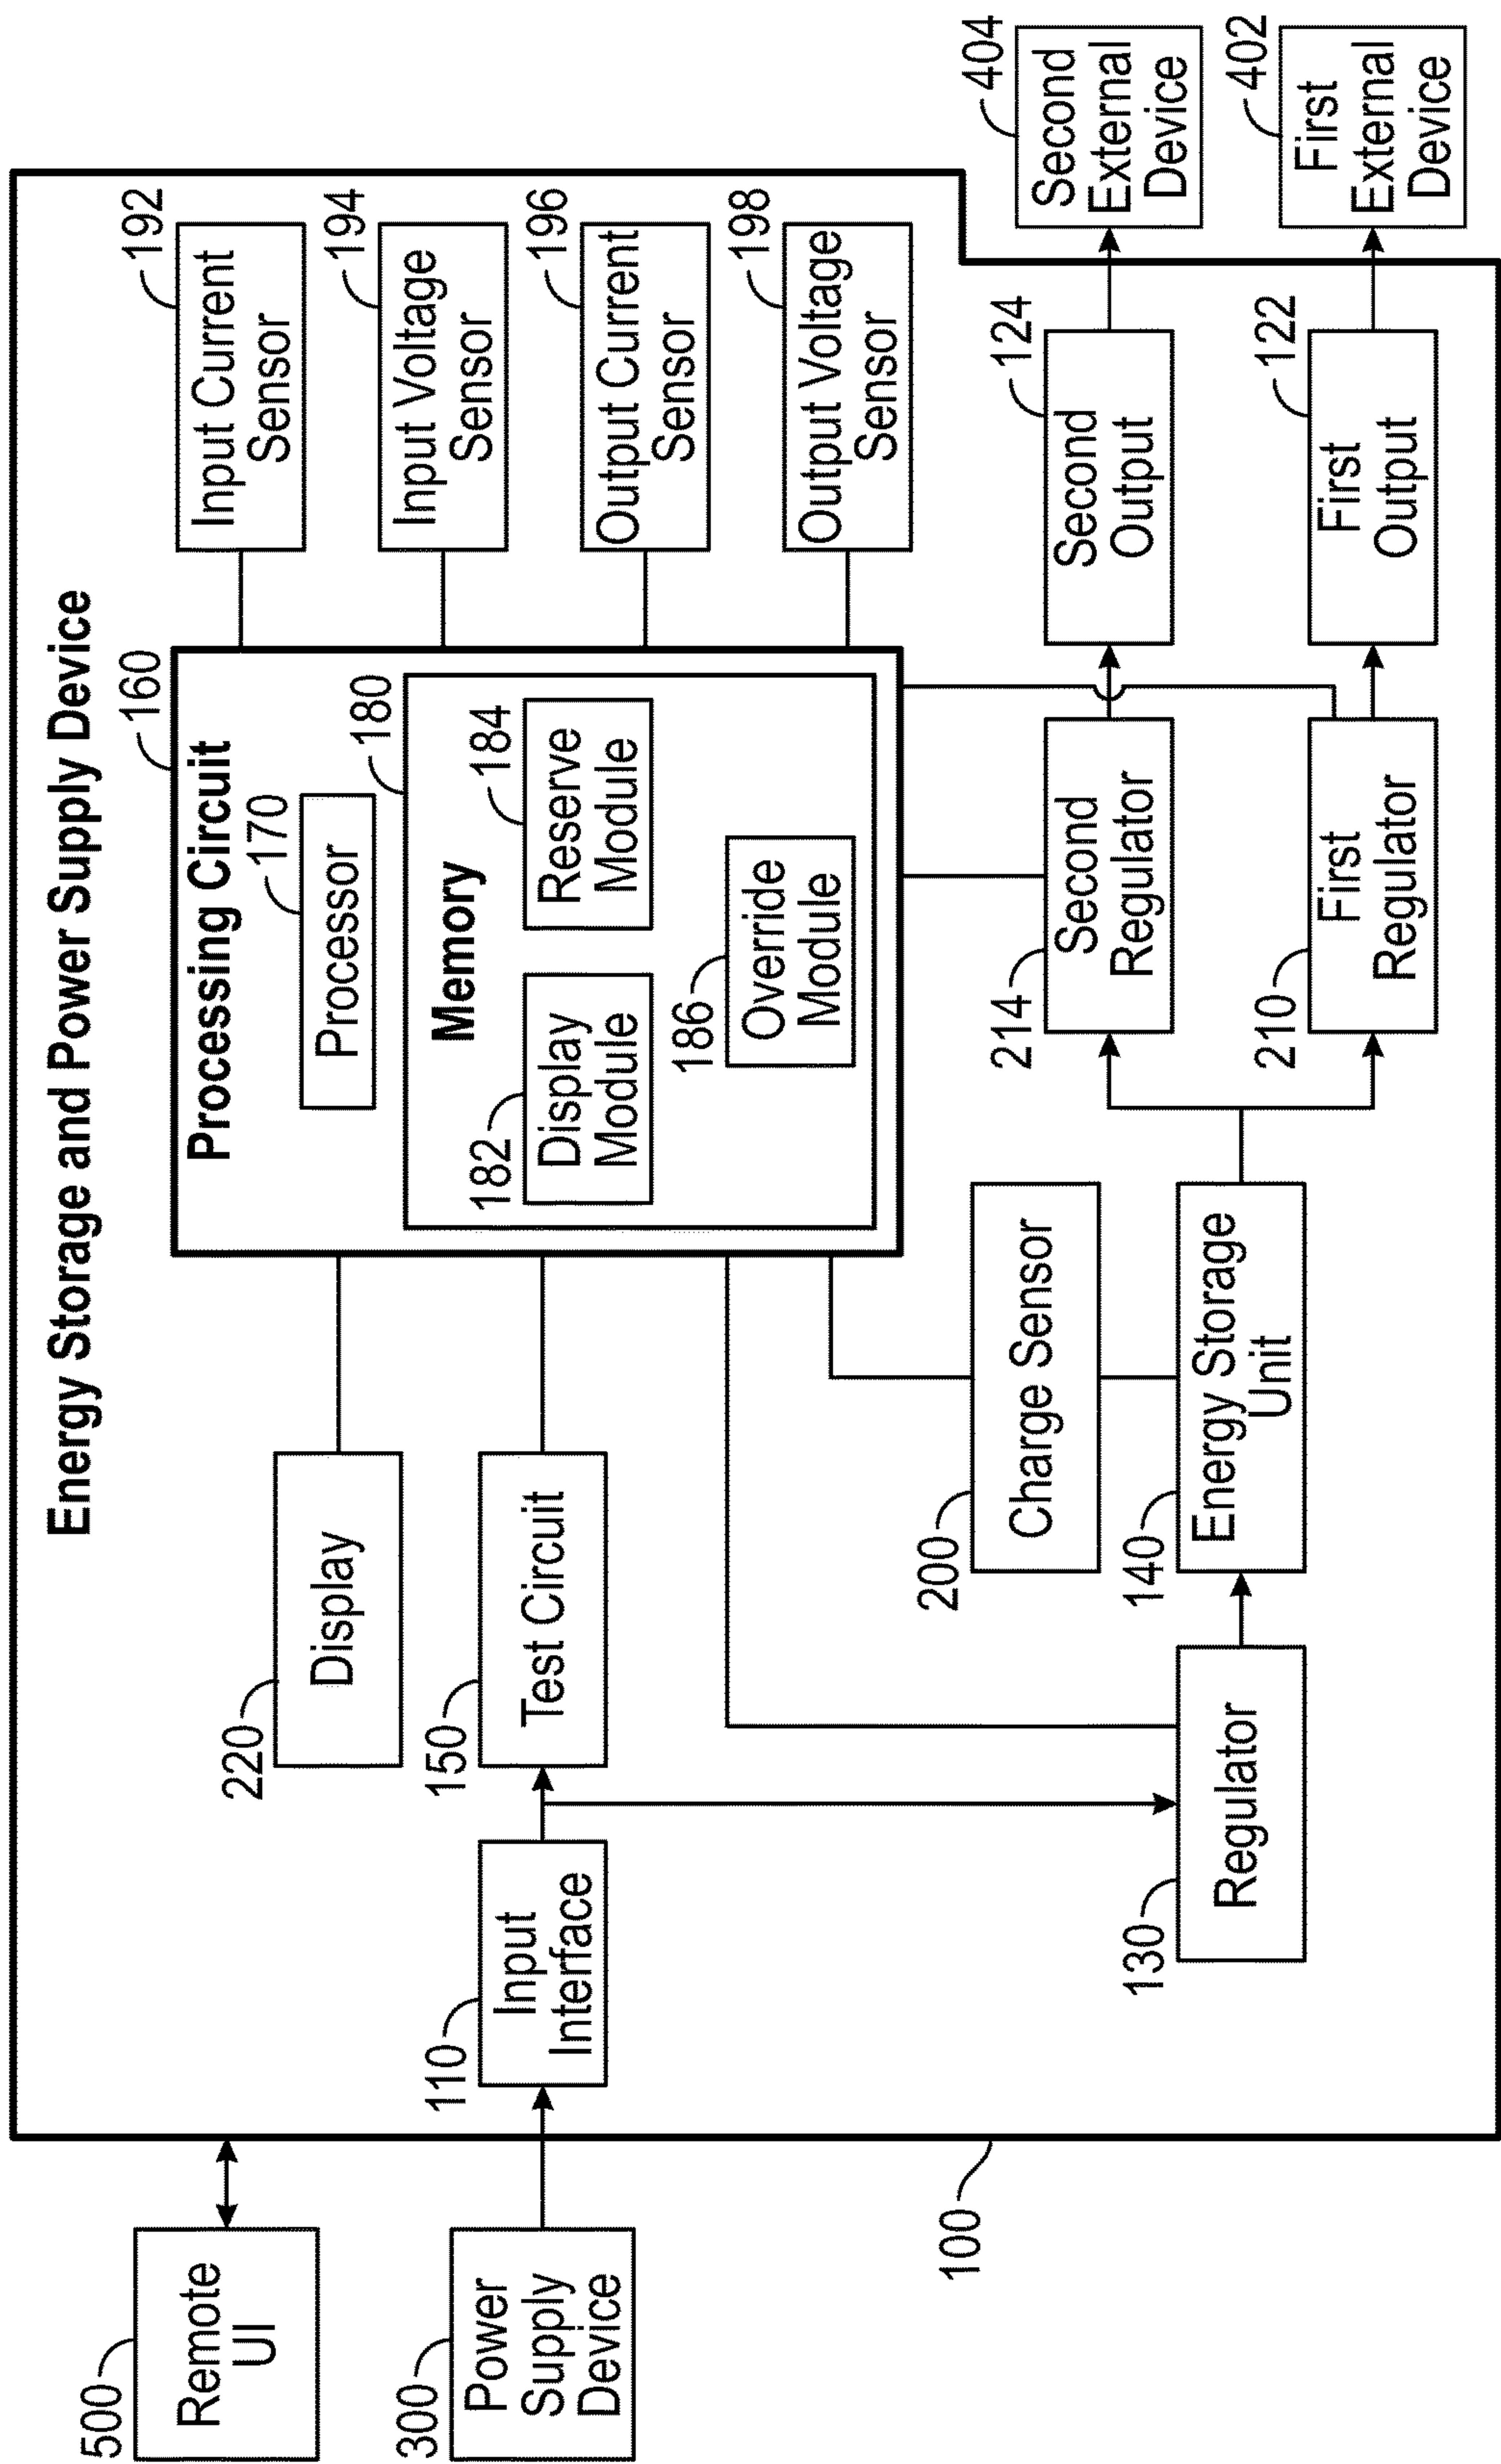 Energy Storage and Power Supply Device
500
Remote
UI
300
Power
Supply
Device
100
110
Input
Interface
220
Display
150
Test Circuit
130
Regulator
200
Charge Sensor
140
Energy Storage
Unit
160
Processing Circuit
170
Processor
180
Memory
182
Display
Module
184
Reserve
Module
186
Override
Module
192
Input Current
Sensor
194
Input Voltage
Sensor
196
Output Current
Sensor
198
Output Voltage
Sensor
214
Second
Regulator
210
First
Regulator
124
Second
Output
122
First
Output
404
Second
External
Device
402
First
External
Device